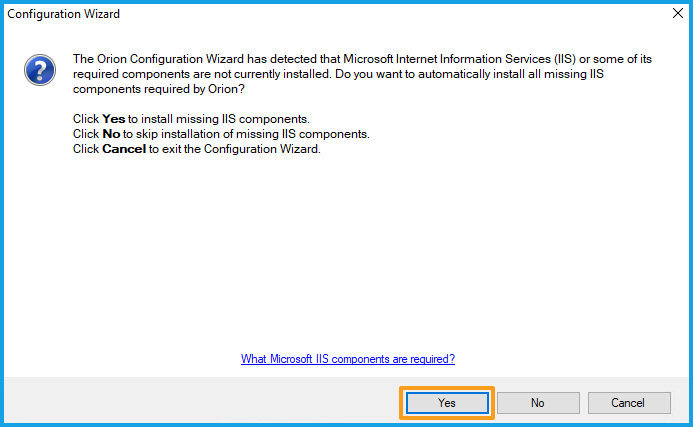 Configuration Wizard
The Orion Configuration Wizard has detected that Microsoft Internet Information Services (IIS) or some of its
required components are not currently installed. Do you want to automatically install all missing IIS
components required by Orion?
Click Yes to install missing IIS components.
Click No to skip installation of missing IIS components.
Click Cancel to exit the Configuration Wizard.
What Microsoft IIS components are required?
Yes
No
Cancel